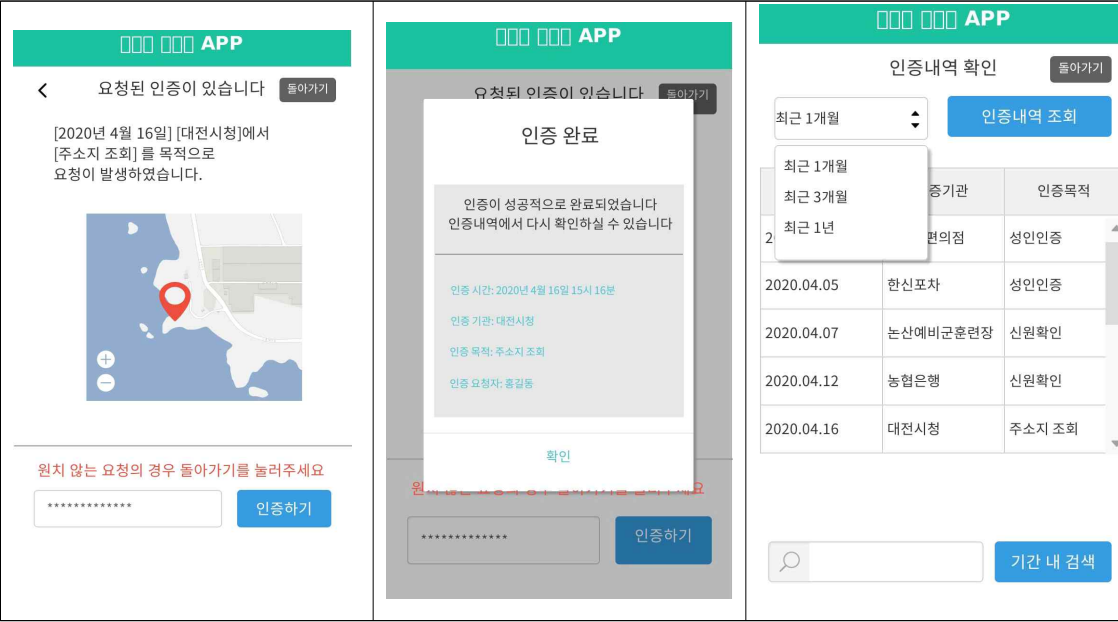 APP
요청된 인증이 있습니다
돌아가기
[2020년 4월 16일] [대전시청]에서
[주소지 조회] 를 목적으로
요청이 발생하였습니다.
원치 않는 요청의 경우 돌아가기를 눌러주세요
*************
인증하기
APP
요청된 인증이 있습니다
돌아가기
인증 완료
인증이 성공적으로 완료되었습니다
인증내역에서 다시 확인하실 수 있습니다
인증 시간: 2020년 4월 16일 15시 16분
인증 기관: 대전시청
인증 목적: 주소지 조회
인증 요청자: 홍길동
확인
*************
인증하기
APP
인증내역 확인
돌아가기
최근 1개월
인증내역 조회
최근 1개월
최근 3개월
최근 1년
증기관 인증목적
편의점 성인인증
2020.04.05 한신포차 성인인증
2020.04.07 논산예비군훈련장 신원확인
2020.04.12 농협은행 신원확인
2020.04.16 대전시청 주소지 조회
기간 내 검색